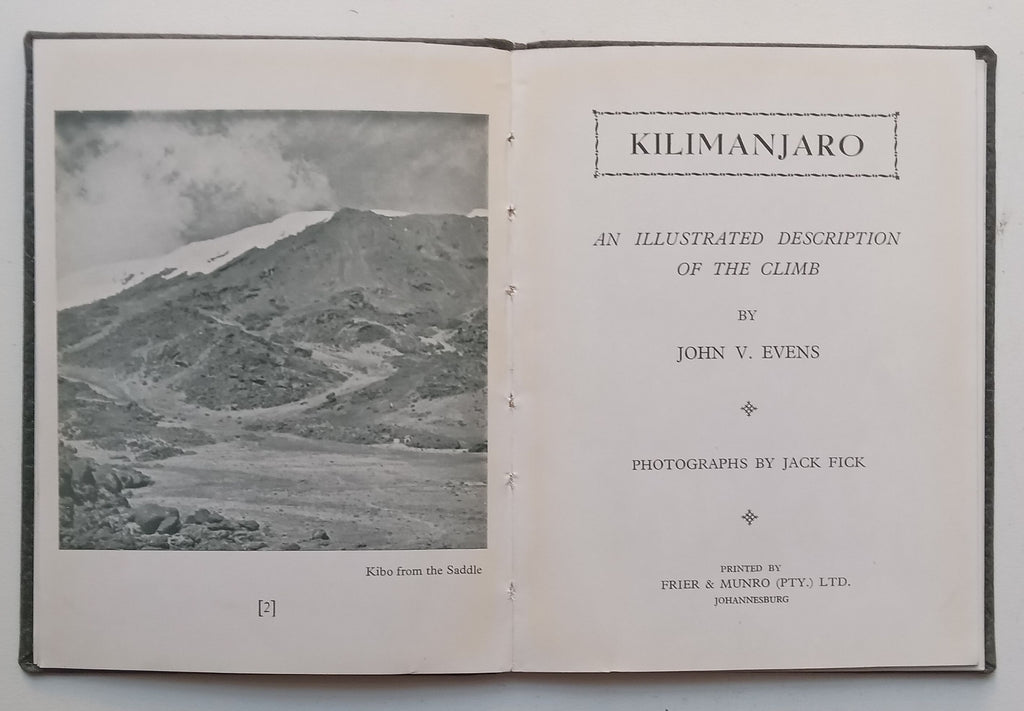 Kibo from the Saddle
[2]
KILIMANJARO
AN ILLUSTRATED DESCRIPTION
OF THE CLIMB
BY
JOHN V. EVENS
PHOTOGRAPHS BY JACK FICK
PRINTED BY
FRIER & MUNRO (PTY.) LTD.
JOHANNESBURG